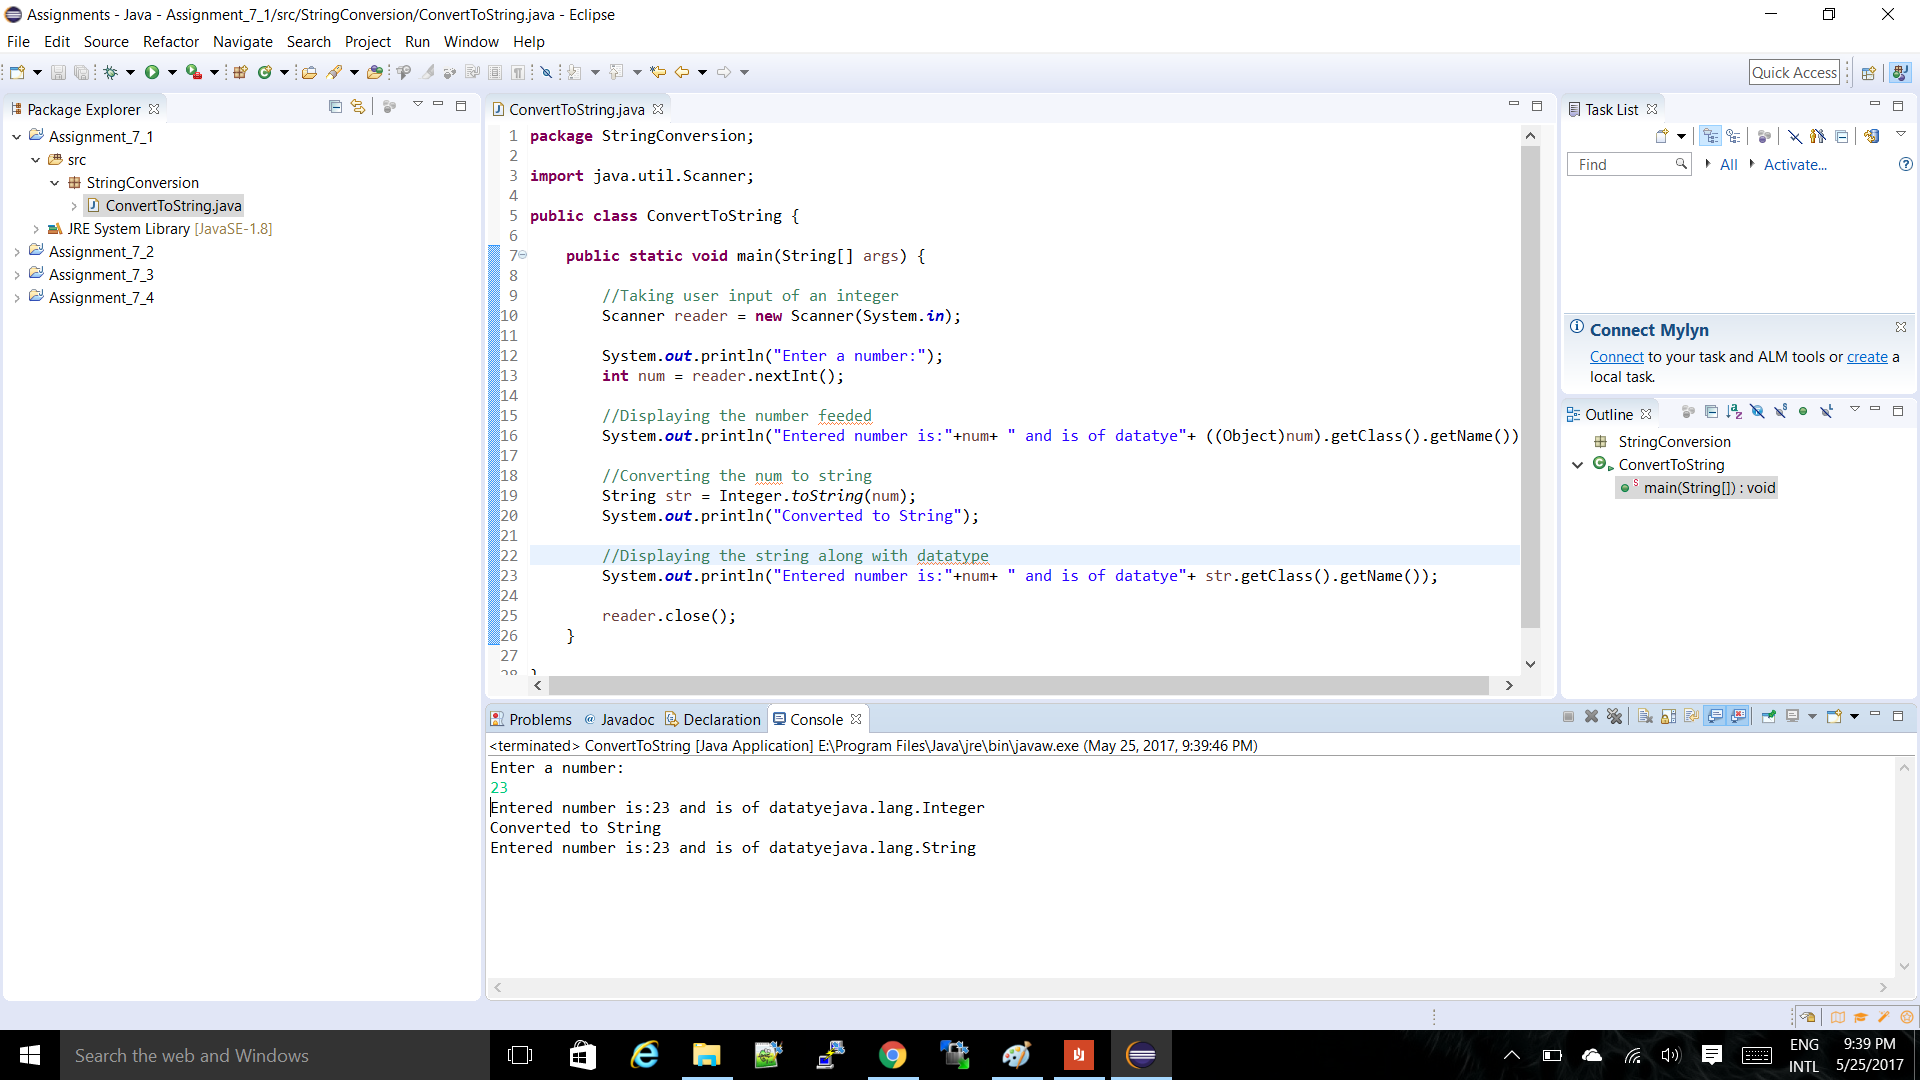 Assignments - Java - Assignment_7_1/src/StringConversion/ConvertToString.java - Eclipse
File Edit Source Refactor Navigate Search Project Run Window Help
Quick Access
Package Explorer
Assignment_7_1
src
StringConversion
ConvertToString.java
JRE System Library [JavaSE-1.8]
Assignment_7_2
Assignment_7_3
Assignment_7_4
ConvertToString.java
1 package StringConversion;
2
3 import java.util.Scanner;
4
5 public class ConvertToString {
6
7 public static void main(String[] args) {
8
9 //Taking user input of an integer
10 Scanner reader = new Scanner(System.in);
11
12 System.out.println("Enter a number:");
13 int num = reader.nextInt();
14
15 //Displaying the number feeded
16 System.out.println("Entered number is:"+num+ " and is of datatye"+ ((Object)num).getClass().getName())
17
18 //Converting the num to string
19 String str = Integer.toString(num);
20 System.out.println("Converted to String");
21
22 //Displaying the string along with datatype
23 System.out.println("Entered number is:"+num+ " and is of datatye"+ str.getClass().getName());
24
25 reader.close();
26 }
27
28 }
Task List
Find All Activate...
Connect Mylyn
Connect to your task and ALM tools or create a
local task.
Outline
StringConversion
ConvertToString
main(String[]) : void
Problems @ Javadoc Declaration Console
<terminated> ConvertToString [Java Application] E:\Program Files\Java\jre\bin\javaw.exe (May 25, 2017, 9:39:46 PM)
Enter a number:
23
Entered number is:23 and is of datatyejava.lang.Integer
Converted to String
Entered number is:23 and is of datatyejava.lang.String
Search the web and Windows
ENG
INTL
9:39 PM
5/25/2017